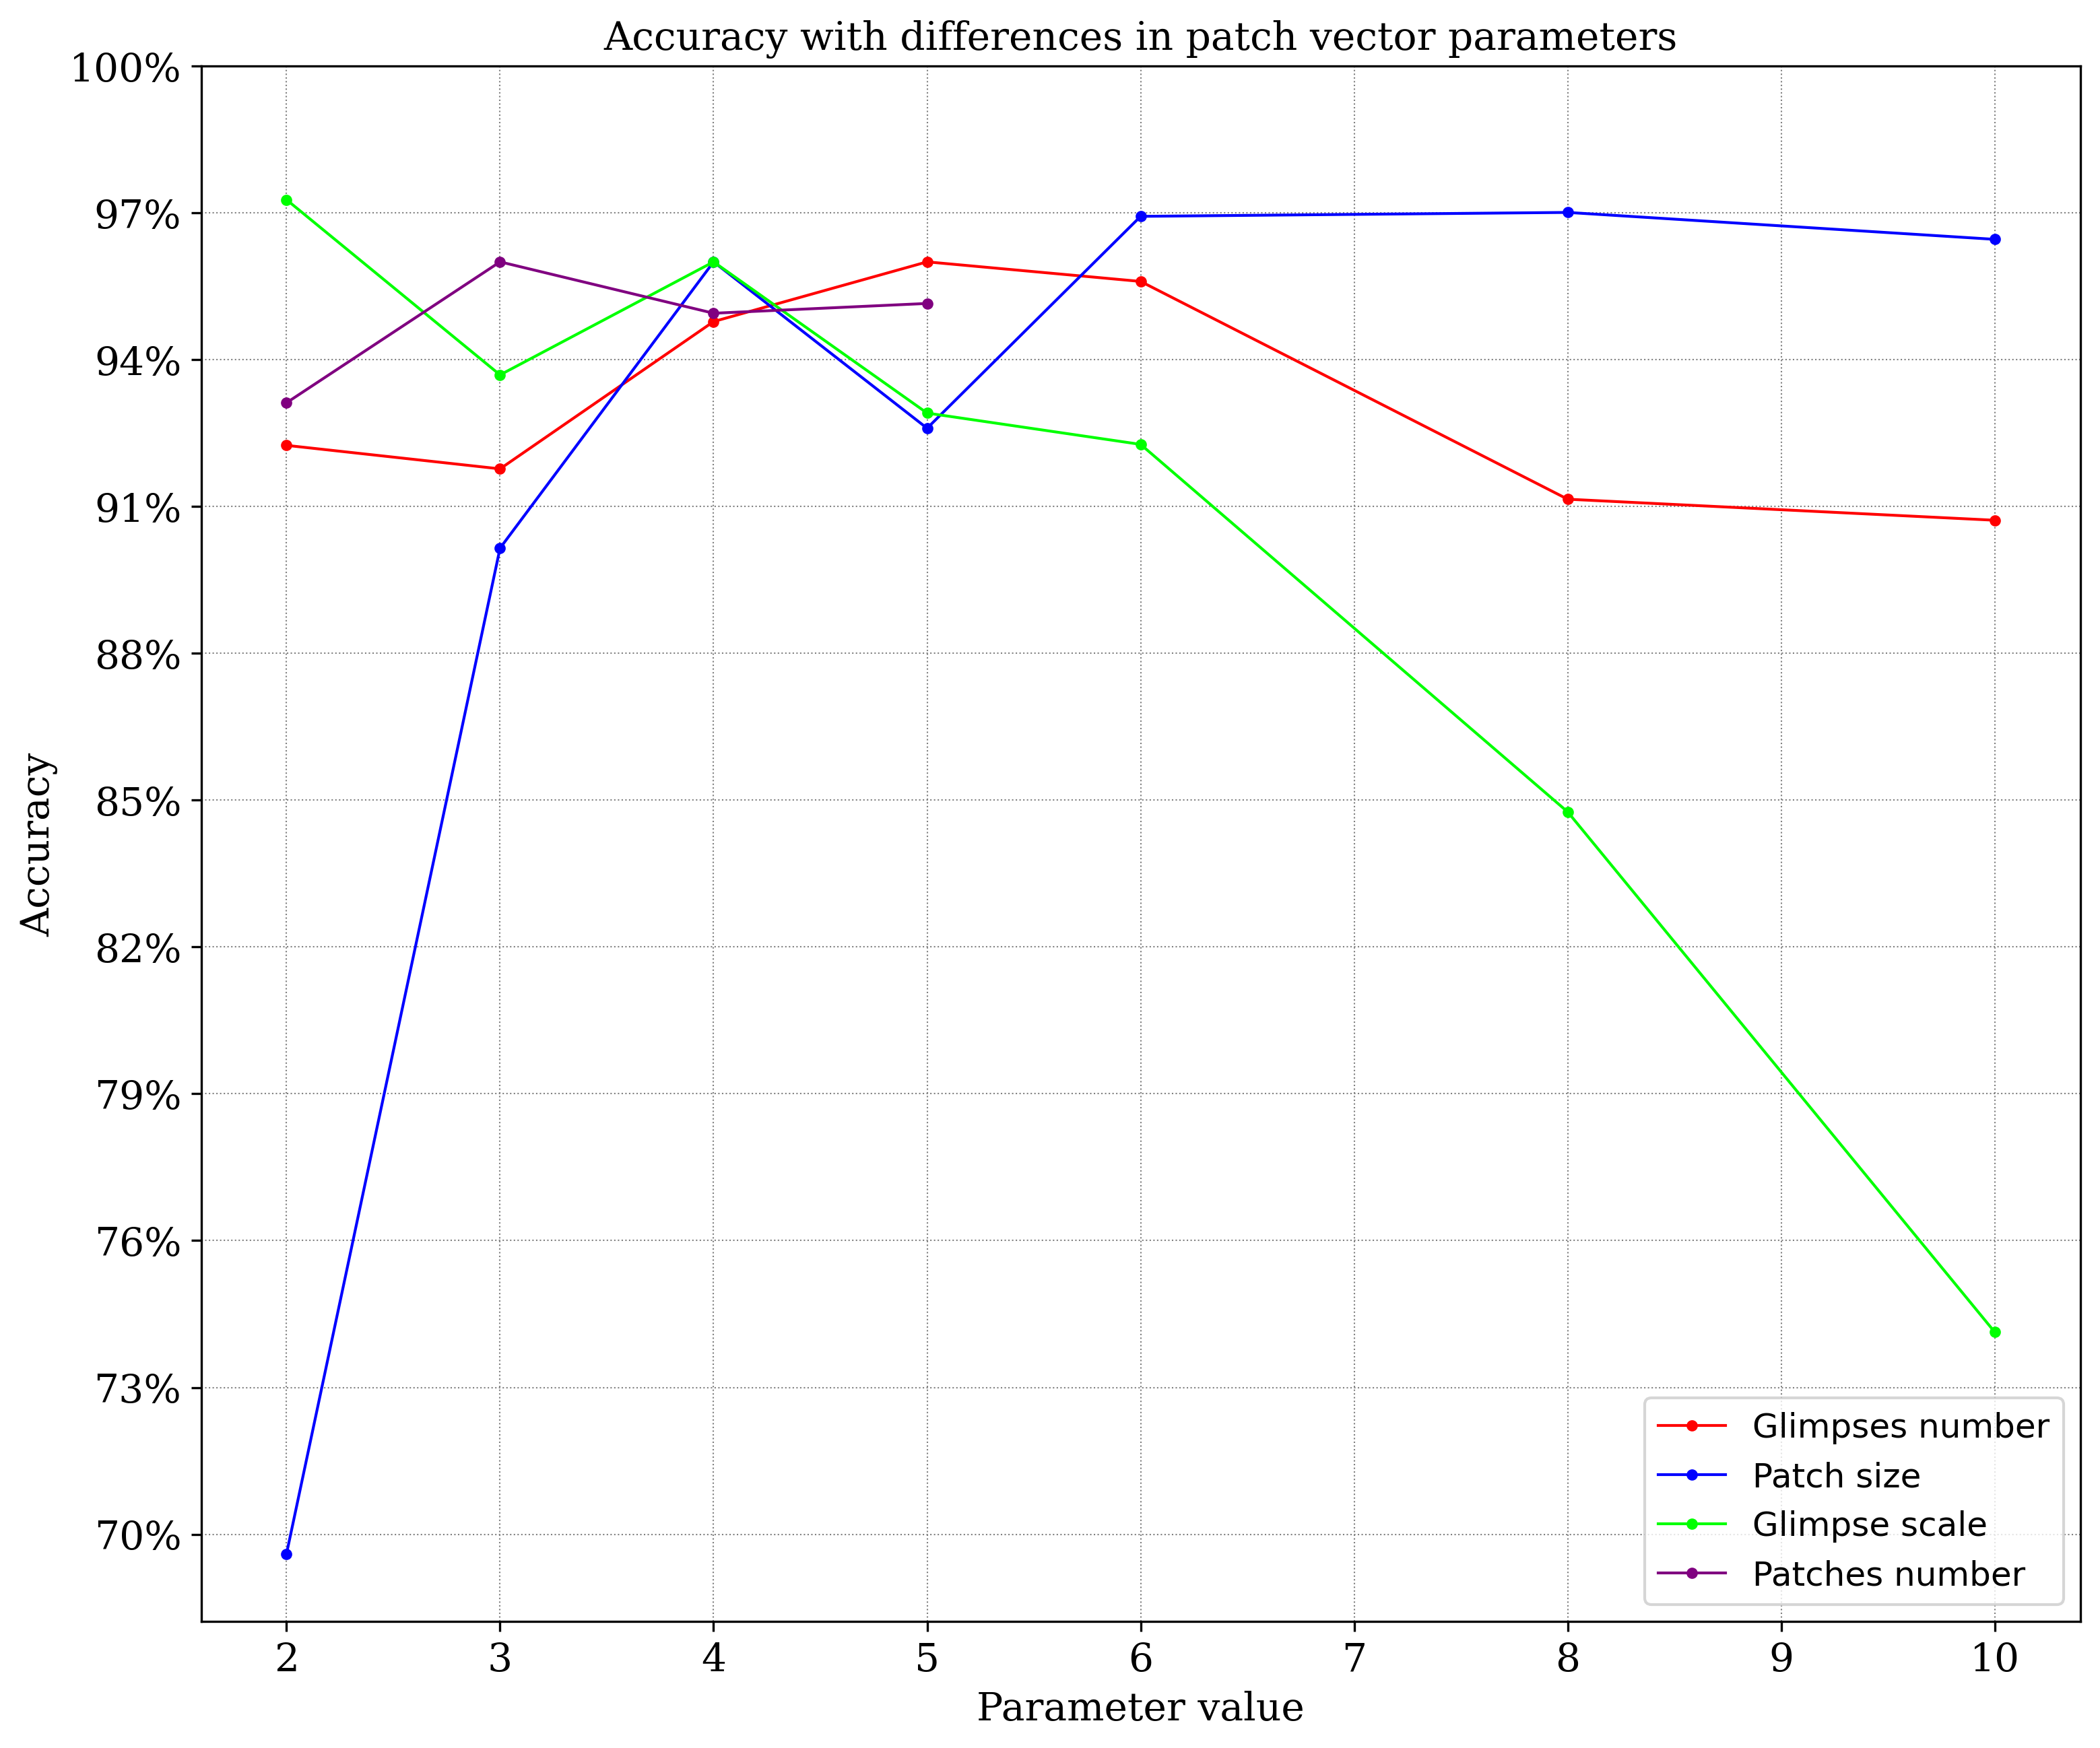 Accuracy with differences in patch vector parameters
100%
97%
94%
91%
88%
85%
82%
79%
76%
73%
70%
Accuracy
Glimpses number
Patch size
Glimpse scale
Patches number
2 3 4 5 6 7 8 9 10
Parameter value